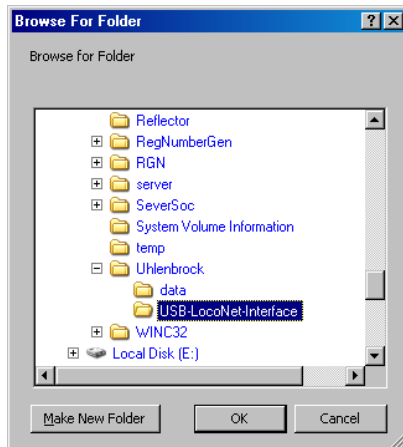 Browse For Folder
Browse for Folder
Reflector
RegNumberGen
RGN
server
SeverSoc
System Volume Information
temp
Uhlenbrock
data
USB-LocoNet-Interface
WINC32
Local Disk (E:)
Make New Folder OK Cancel